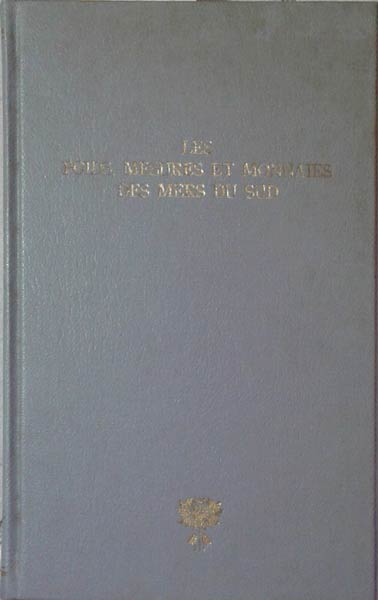 LES
POIDS, MESURES ET MONNAIES
DES MERS DU SUD